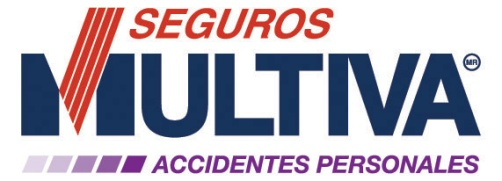 SEGUROS
MULTIVA®
MR
ACCIDENTES PERSONALES